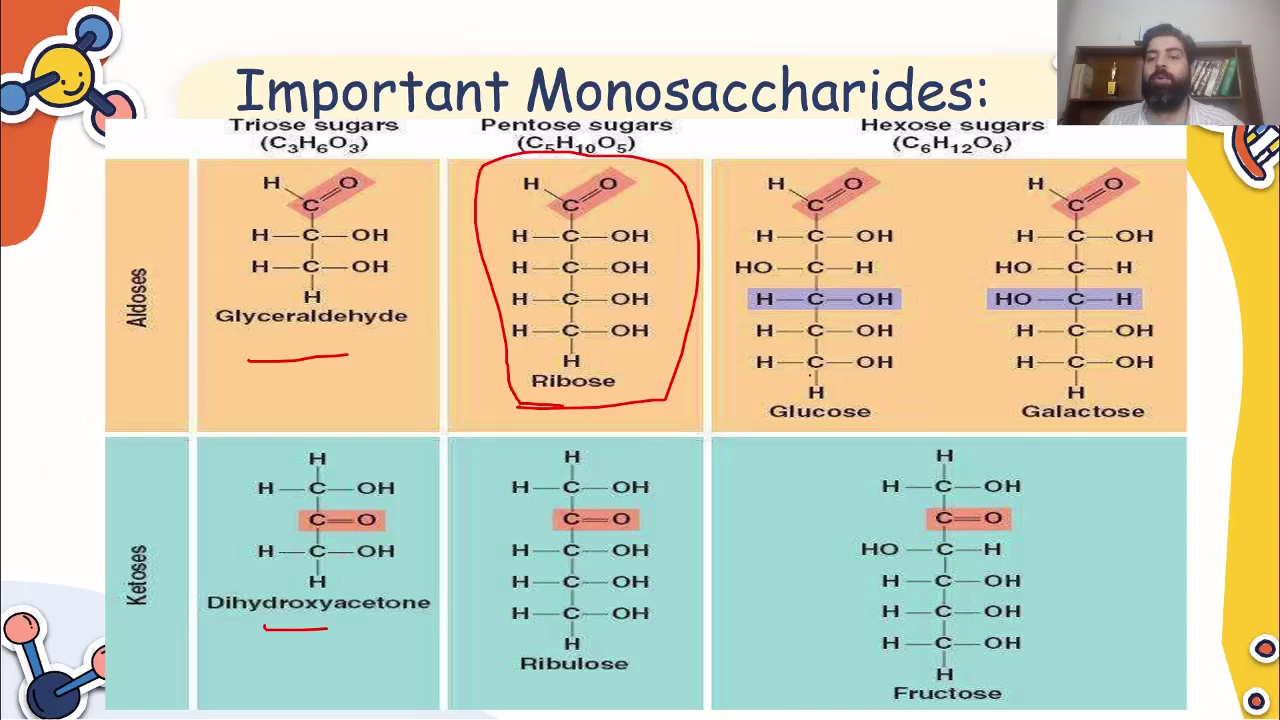 Important Monosaccharides:
Triose sugars
(C₃H₆O₃)
Pentose sugars
(C₅H₁₀O₅)
Hexose sugars
(C₆H₁₂O₆)
Aldoses
H O
C
H—C—OH
H—C—OH
H
Glyceraldehyde
H O
C
H—C—OH
H—C—OH
H—C—OH
H—C—OH
H
Ribose
H O
C
H—C—OH
HO—C—H
H—C—OH
H—C—OH
H—C—OH
H
Glucose
H O
C
H—C—OH
HO—C—H
HO—C—H
H—C—OH
H—C—OH
H
Galactose
Ketoses
H
H—C—OH
C=O
H—C—OH
H
Dihydroxyacetone
H
H—C—OH
C=O
H—C—OH
H—C—OH
H—C—OH
H
Ribulose
H
H—C—OH
C=O
HO—C—H
H—C—OH
H—C—OH
H—C—OH
H
Fructose